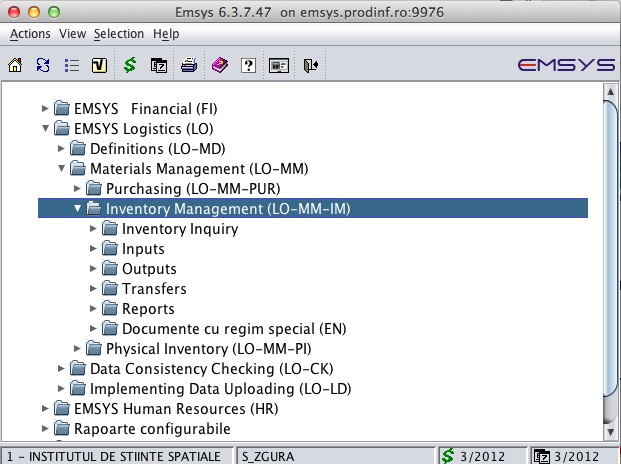 Emsys 6.3.7.47 on emsys.prodinf.ro:9976
Actions View Selection Help
EMSYS
EMSYS Financial (FI)
EMSYS Logistics (LO)
Definitions (LO-MD)
Materials Management (LO-MM)
Purchasing (LO-MM-PUR)
Inventory Management (LO-MM-IM)
Inventory Inquiry
Inputs
Outputs
Transfers
Reports
Documente cu regim special (EN)
Physical Inventory (LO-MM-PI)
Data Consistency Checking (LO-CK)
Implementing Data Uploading (LO-LD)
EMSYS Human Resources (HR)
Rapoarte configurabile
1 - INSTITUTUL DE STIINTE SPATIALE S_ZGURA $ 3/2012 3/2012